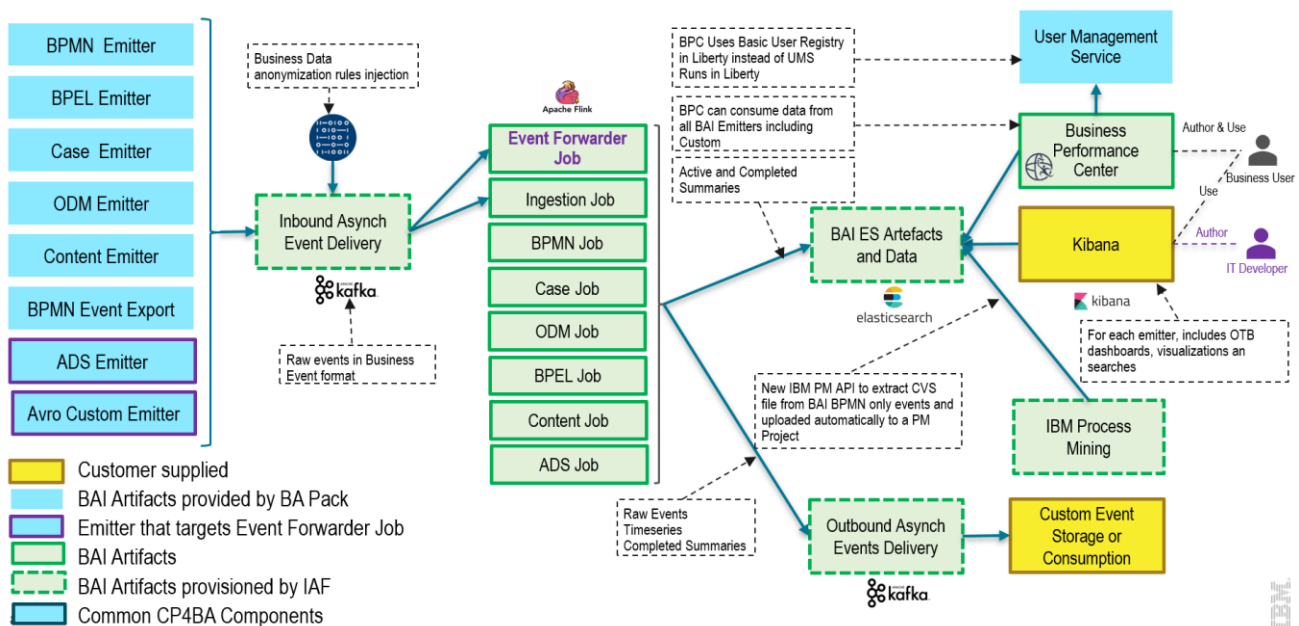 BPMN Emitter
BPEL Emitter
Case Emitter
ODM Emitter
Content Emitter
BPMN Event Export
ADS Emitter
Avro Custom Emitter
Business Data
anonymization rules injection
Inbound Asynch
Event Delivery
kafka
Raw events in Business
Event format
Apache Flink
Event Forwarder
Job
Ingestion Job
BPMN Job
Case Job
ODM Job
BPEL Job
Content Job
ADS Job
BPC Uses Basic User Registry
in Liberty instead of UMS
Runs in Liberty
BPC can consume data from
all BAI Emitters including
Custom
Active and Completed
Summaries
BAI ES Artefacts
and Data
elasticsearch
New IBM PM API to extract CVS
file from BAI BPMN only events and
uploaded automatically to a PM
Project
Raw Events
Timeseries
Completed Summaries
Outbound Asynch
Events Delivery
kafka
User Management
Service
Business
Performance
Center
Author & Use
Business User
Use
Kibana
Author
IT Developer
kibana
For each emitter, includes OTB
dashboards, visualizations an
searches
IBM Process
Mining
Custom Event
Storage or
Consumption
Customer supplied
BAI Artifacts provided by BA Pack
Emitter that targets Event Forwarder Job
BAI Artifacts
BAI Artifacts provisioned by IAF
Common CP4BA Components
IBM